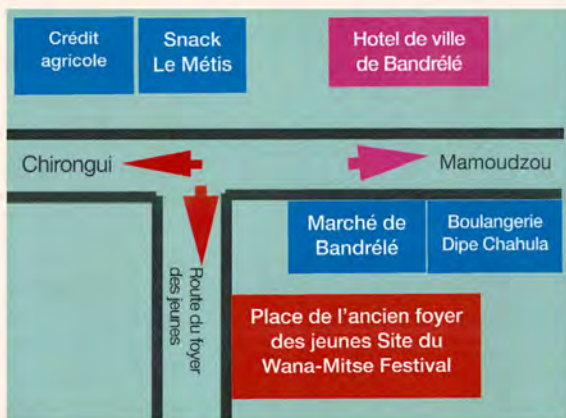 Crédit
agricole
Snack
Le Métis
Hotel de ville
de Bandrélé
Chirongui
Mamoudzou
Route du foyer
des jeunes
Marché de
Bandrélé
Boulangerie
Dipe Chahula
Place de l'ancien foyer
des jeunes Site du
Wana-Mitse Festival